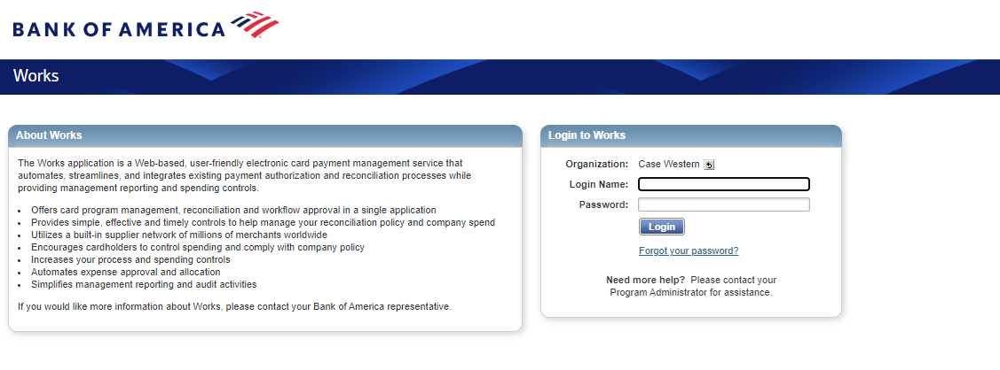 BANK OF AMERICA
Works
About Works
The Works application is a Web-based, user-friendly electronic card payment management service that
automates, streamlines, and integrates existing payment authorization and reconciliation processes while
providing management reporting and spending controls.
• Offers card program management, reconciliation and workflow approval in a single application
• Provides simple, effective and timely controls to help manage your reconciliation policy and company spend
• Utilizes a built-in supplier network of millions of merchants worldwide
• Encourages cardholders to control spending and comply with company policy
• Increases your process and spending controls
• Automates expense approval and allocation
• Simplifies management reporting and audit activities
If you would like more information about Works, please contact your Bank of America representative.
Login to Works
Organization: Case Western
Login Name:
Password:
Login
Forgot your password?
Need more help? Please contact your
Program Administrator for assistance.